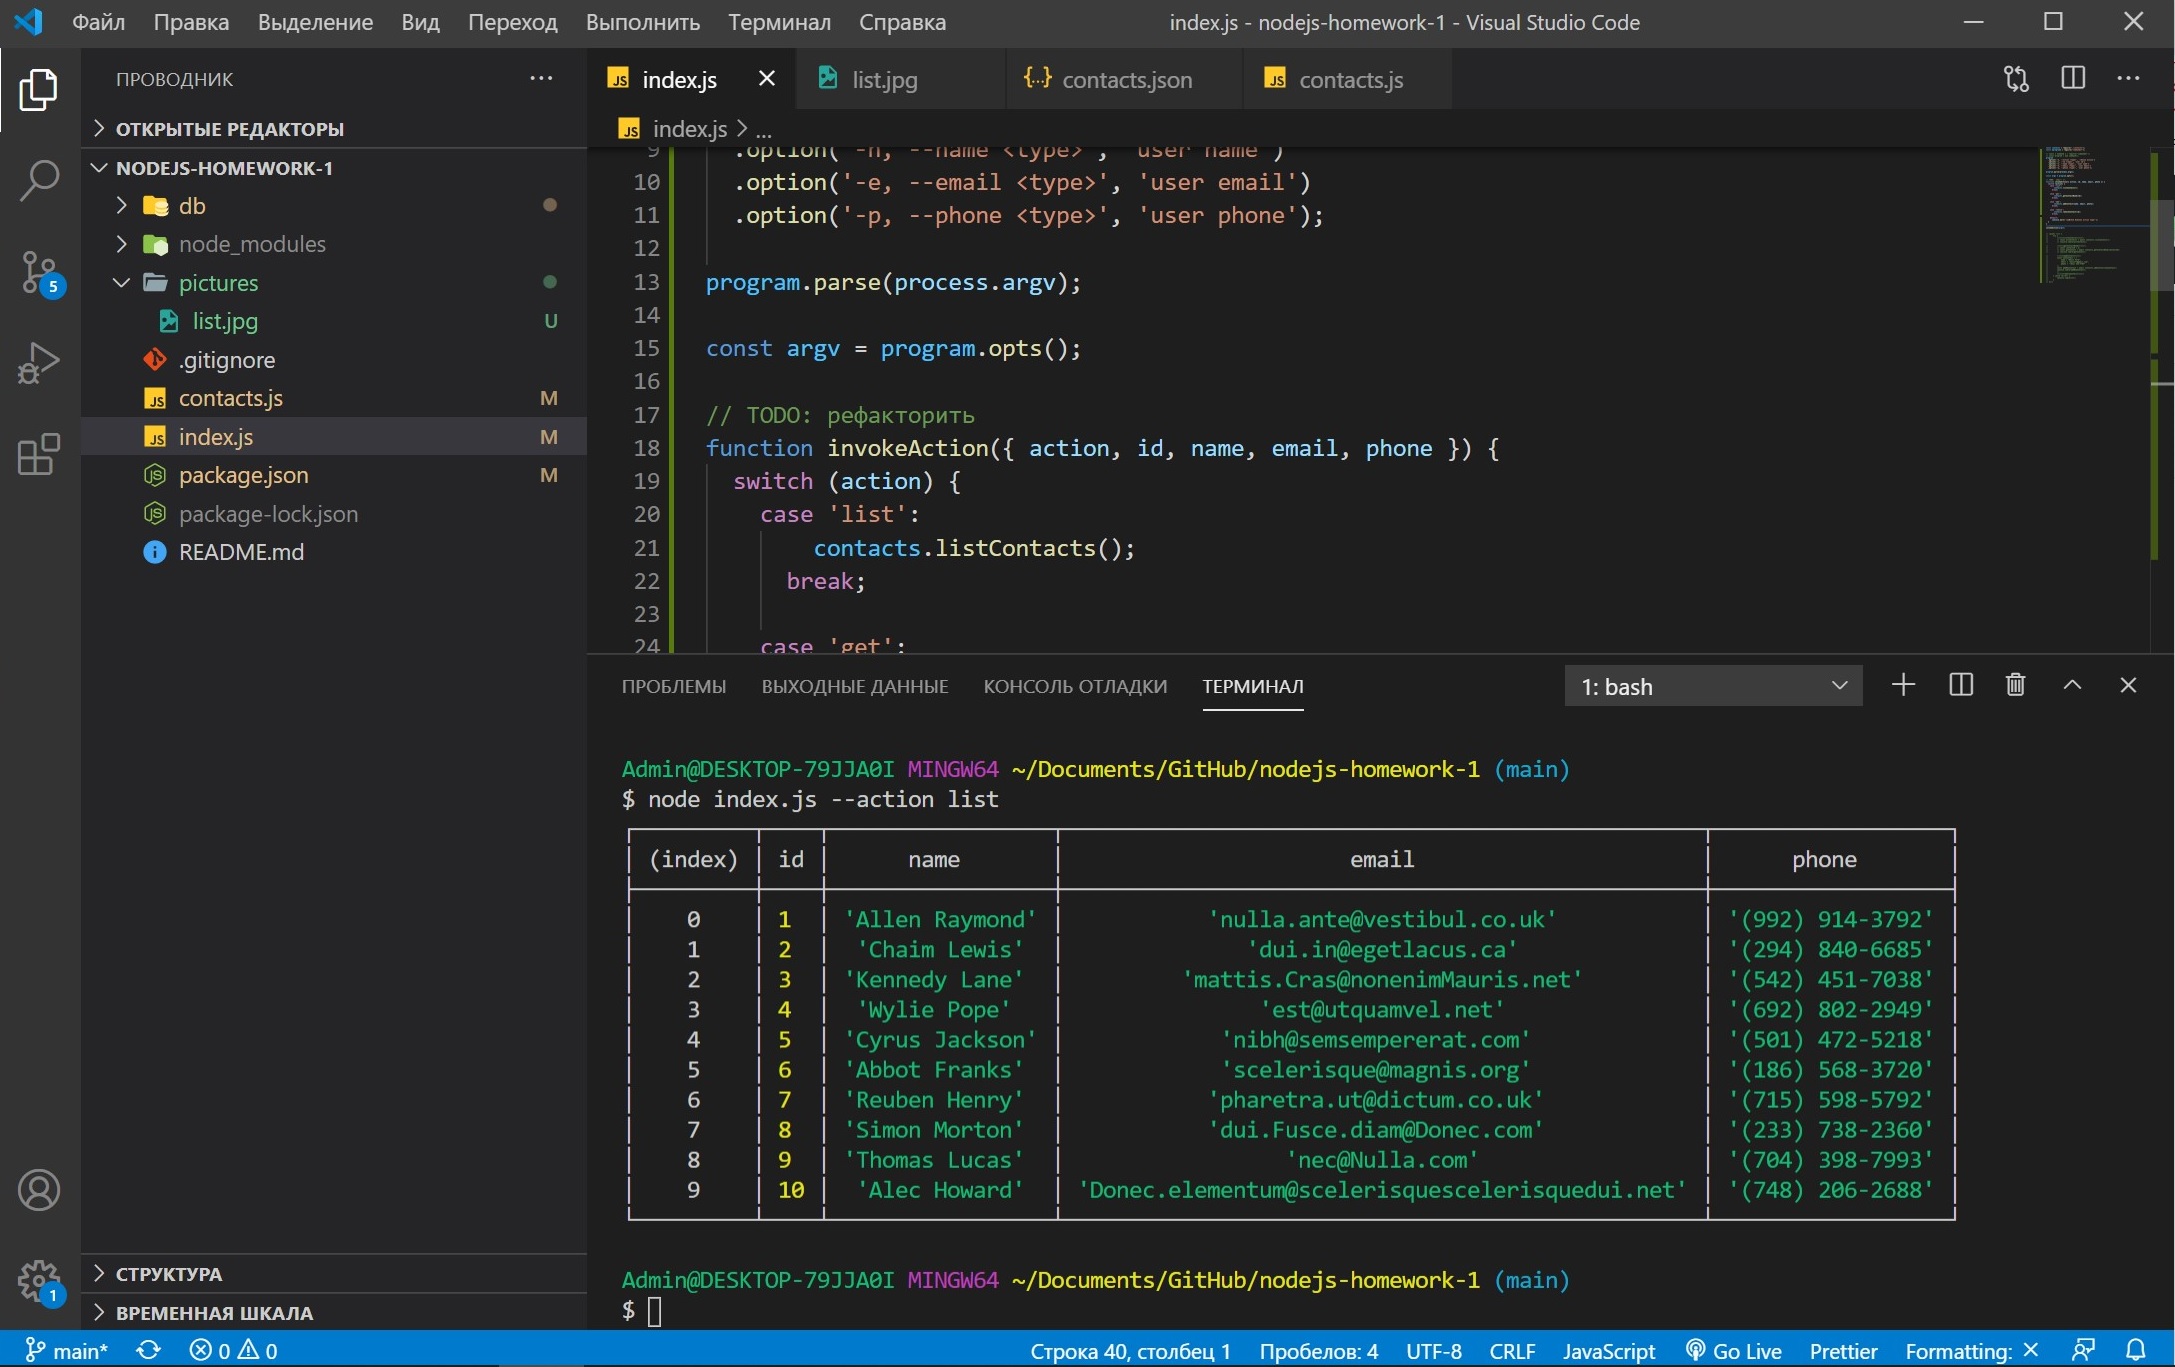 Файл Правка Выделение Вид Переход Выполнить Терминал Справка index.js - nodejs-homework-1 - Visual Studio Code
ПРОВОДНИК
ОТКРЫТЫЕ РЕДАКТОРЫ
NODEJS-HOMEWORK-1
db
node_modules
pictures
list.jpg U
.gitignore
contacts.js M
index.js M
package.json M
package-lock.json
README.md
СТРУКТУРА
ВРЕМЕННАЯ ШКАЛА
5
1
index.js list.jpg contacts.json contacts.js
index.js > ...
9 .option('-n, --name <type>', 'user name')
10 .option('-e, --email <type>', 'user email')
11 .option('-p, --phone <type>', 'user phone');
12
13 program.parse(process.argv);
14
15 const argv = program.opts();
16
17 // TODO: рефакторить
18 function invokeAction({ action, id, name, email, phone }) {
19 switch (action) {
20 case 'list':
21 contacts.listContacts();
22 break;
23
24 case 'get':
ПРОБЛЕМЫ ВЫХОДНЫЕ ДАННЫЕ КОНСОЛЬ ОТЛАДКИ ТЕРМИНАЛ 1: bash
Admin@DESKTOP-79JJA0I MINGW64 ~/Documents/GitHub/nodejs-homework-1 (main)
$ node index.js --action list
(index) id name email phone
0 1 'Allen Raymond' 'nulla.ante@vestibul.co.uk' '(992) 914-3792'
1 2 'Chaim Lewis' 'dui.in@egetlacus.ca' '(294) 840-6685'
2 3 'Kennedy Lane' 'mattis.Cras@nonenimMauris.net' '(542) 451-7038'
3 4 'Wylie Pope' 'est@utquamvel.net' '(692) 802-2949'
4 5 'Cyrus Jackson' 'nibh@semsempererat.com' '(501) 472-5218'
5 6 'Abbot Franks' 'scelerisque@magnis.org' '(186) 568-3720'
6 7 'Reuben Henry' 'pharetra.ut@dictum.co.uk' '(715) 598-5792'
7 8 'Simon Morton' 'dui.Fusce.diam@Donec.com' '(233) 738-2360'
8 9 'Thomas Lucas' 'nec@Nulla.com' '(704) 398-7993'
9 10 'Alec Howard' 'Donec.elementum@scelerisquescelerisquedui.net' '(748) 206-2688'
Admin@DESKTOP-79JJA0I MINGW64 ~/Documents/GitHub/nodejs-homework-1 (main)
$
main* 0 0 Строка 40, столбец 1 Пробелов: 4 UTF-8 CRLF JavaScript Go Live Prettier Formatting: ×